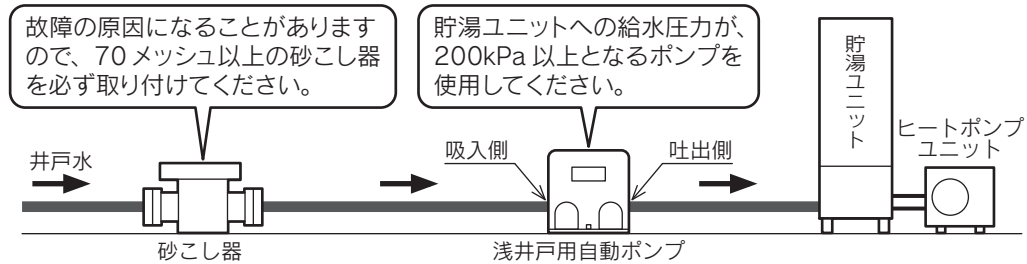 故障の原因になることがあります
ので、70メッシュ以上の砂こし器
を必ず取り付けてください。
貯湯ユニットへの給水圧力が、
200kPa 以上となるポンプを
使用してください。
貯湯ユニット
ヒートポンプ
ユニット
井戸水
吸入側
吐出側
砂こし器
浅井戸用自動ポンプ